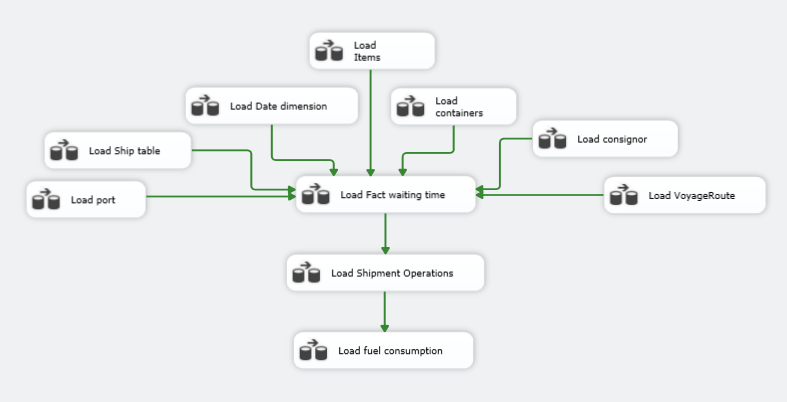 Load
Items
Load Date dimension
Load
containers
Load consignor
Load Ship table
Load port
Load Fact waiting time
Load VoyageRoute
Load Shipment Operations
Load fuel consumption